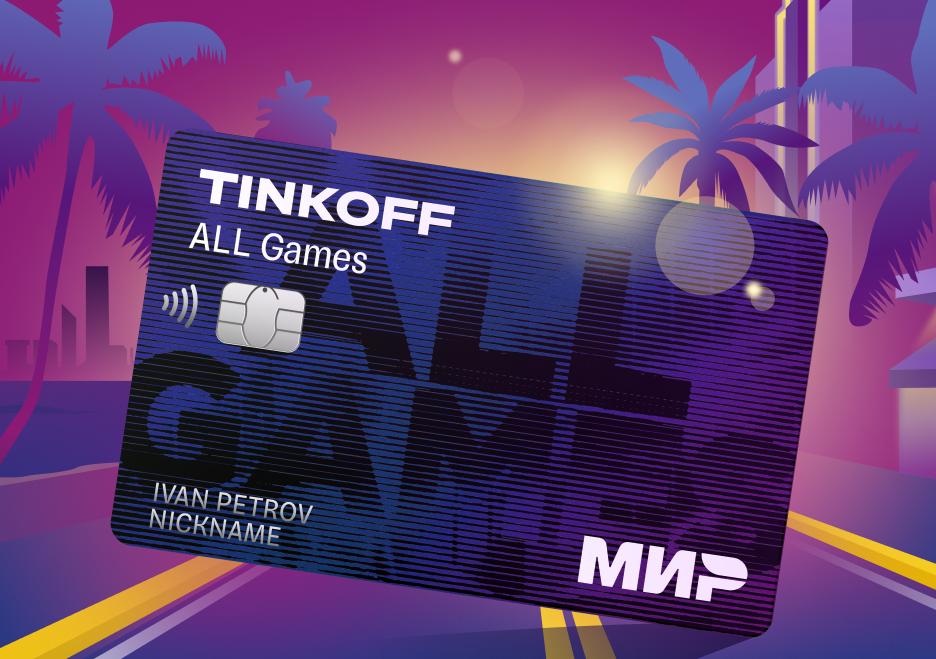 TINKOFF
ALL Games
ALL
GAMES
IVAN PETROV
NICKNAME
МИР